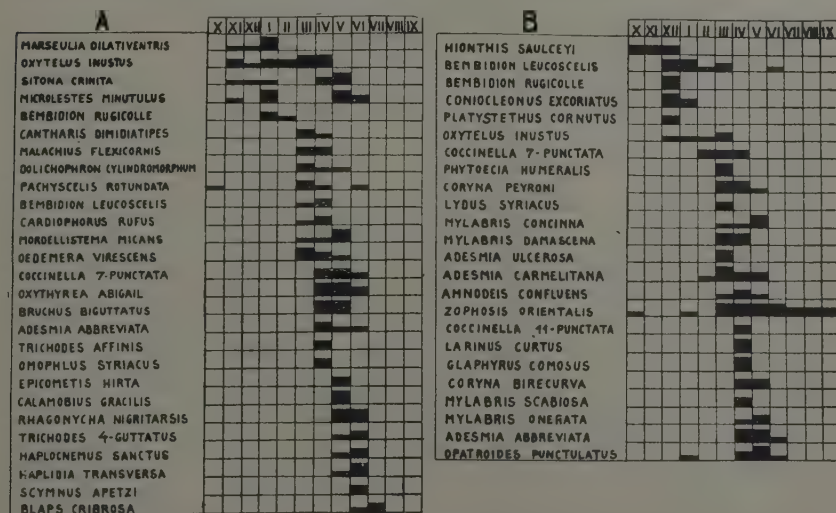 A
X XI XII I II III IV V VI VII VIII IX
MARSEULIA DILATIVENTRIS
OXYTELUS INUSTUS
SITONA CRINITA
MICROLESTES MINUTULUS
BEMBIDION RUGICOLLE
CANTHARIS DIMIDIATIPES
MALACHIUS FLEXICORNIS
DOLICHOPHRON CYLINDROMORPHUM
PACHYSCELIS ROTUNDATA
BEMBIDION LEUCOSCELIS
CARDIOPHORUS RUFUS
MORDELLISTEMA MICANS
OEDEMERA VIRESCENS
COCCINELLA 7-PUNCTATA
OXYTHYREA ABIGAIL
BRUCHUS BIGUTTATUS
ADESMIA ABBREVIATA
TRICHODES AFFINIS
OMOPHLUS SYRIACUS
EPICOMETIS HIRTA
CALAMOBIUS GRACILIS
RHAGONYCHA NIGRITARSIS
TRICHODES 4-GUTTATUS
HAPLOCNEMUS SANCTUS
HAPLIDIA TRANSVERSA
SCYMNUS APETZI
BLAPS CRIBROSA
B
X XI XII I II III IV V VI VII VIII IX
HIONTHIS SAULCEYI
BEMBIDION LEUCOSCELIS
BEMBIDION RUGICOLLE
CONIOCLEONUS EXCORIATUS
PLATYSTETHUS CORNUTUS
OXYTELUS INUSTUS
COCCINELLA 7-PUNCTATA
PHYTOECIA HUMERALIS
CORYNA PEYRONI
LYDUS SYRIACUS
MYLABRIS CONCINNA
MYLABRIS DAMASCENA
ADESMIA ULCEROSA
ADESMIA CARMELITANA
AMNODEIS CONFLUENS
ZOPHOSIS ORIENTALIS
COCCINELLA 11-PUNCTATA
LARINUS CURTUS
GLAPHYRUS COMOSUS
CORYNA BIRECURVA
MYLABRIS SCABIOSA
MYLABRIS ONERATA
ADESMIA ABBREVIATA
OPATROIDES PUNCTULATUS